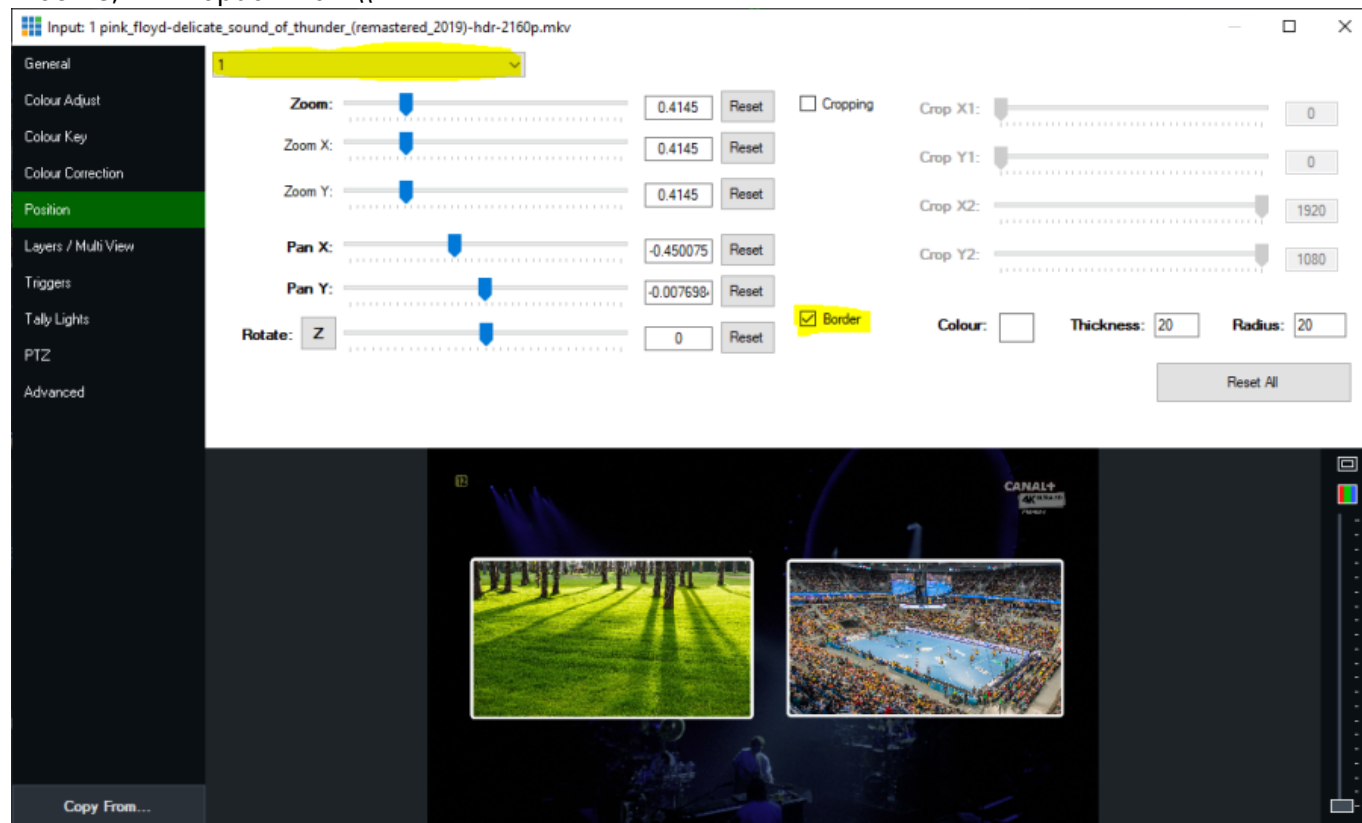 Input: 1 pink_floyd-delicate_sound_of_thunder_(remastered_2019)-hdr-2160p.mkv
General
Colour Adjust
Colour Key
Colour Correction
Position
Layers / Multi View
Triggers
Tally Lights
PTZ
Advanced
Copy From...
1
Zoom: 0.4145 Reset
Zoom X: 0.4145 Reset
Zoom Y: 0.4145 Reset
Pan X: -0.450075 Reset
Pan Y: -0.007698 Reset
Rotate: Z 0 Reset
Cropping
Crop X1: 0
Crop Y1: 0
Crop X2: 1920
Crop Y2: 1080
Border Colour: Thickness: 20 Radius: 20
Reset All
12
CANAL+
4K ULTRA HD